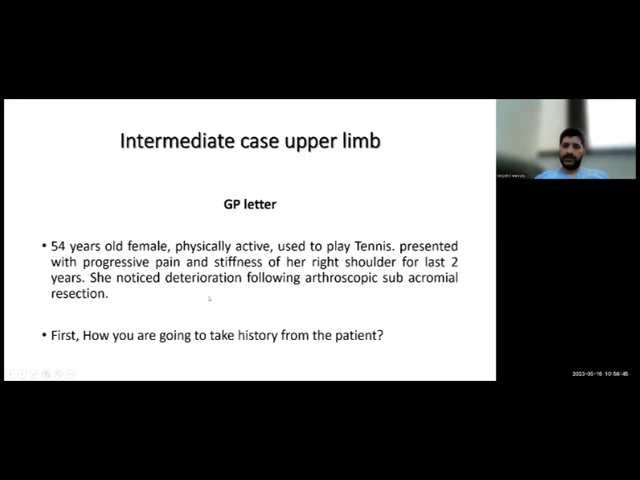 Intermediate case upper limb
GP letter
• 54 years old female, physically active, used to play Tennis. presented
with progressive pain and stiffness of her right shoulder for last 2
years. She noticed deterioration following arthroscopic sub acromial
resection.
• First, How you are going to take history from the patient?
2023-05-16 10:56:45